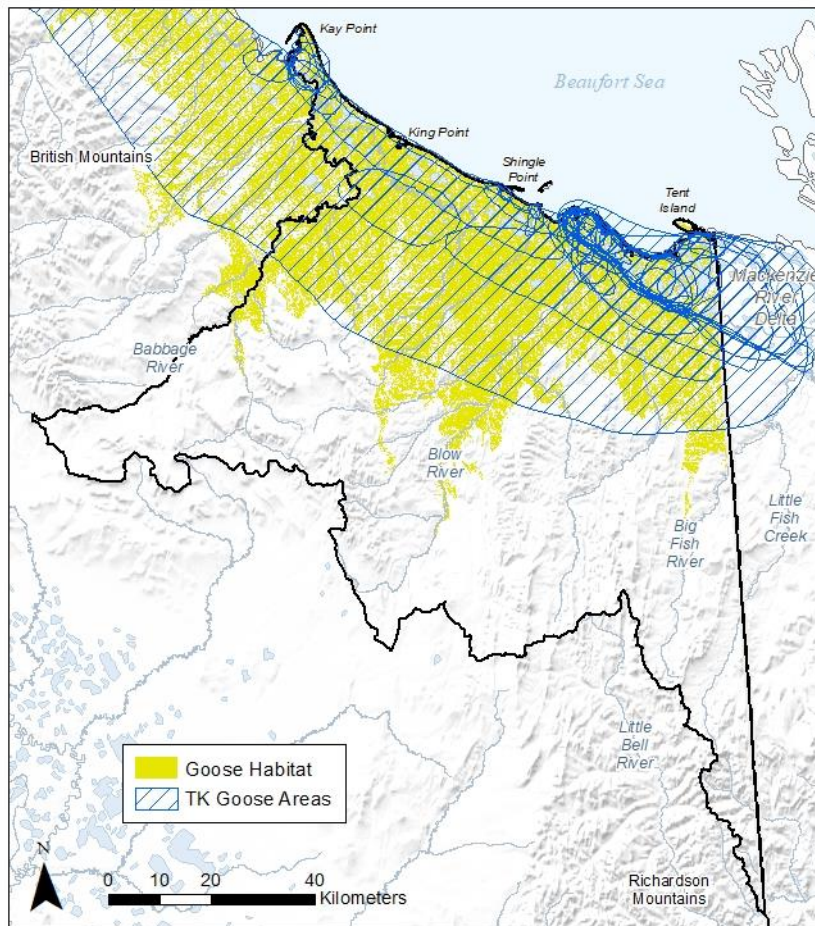 Kay Point
Beaufort Sea
King Point
British Mountains
Shingle
Point
Tent
Island
Mackenzie
River
Delta
Babbage
River
Blow
River
Big
Fish
River
Little
Fish
Creek
Little
Bell
River
Goose Habitat
TK Goose Areas
N
0 10 20 40
Kilometers
Richardson
Mountains